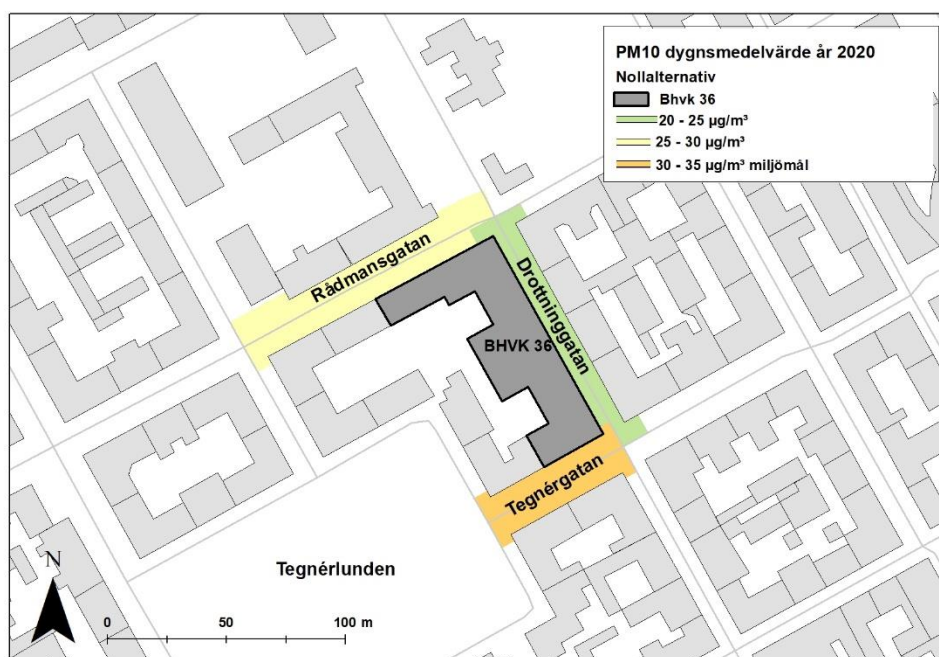 PM10 dygnsmedelvärde år 2020
Nollalternativ
Bhvk 36
20 - 25 µg/m³
25 - 30 µg/m³
30 - 35 µg/m³ miljömål
Rådmansgatan
Drottninggatan
BHVK 36
Tegnérgatan
Tegnérlunden
N
0 50 100 m